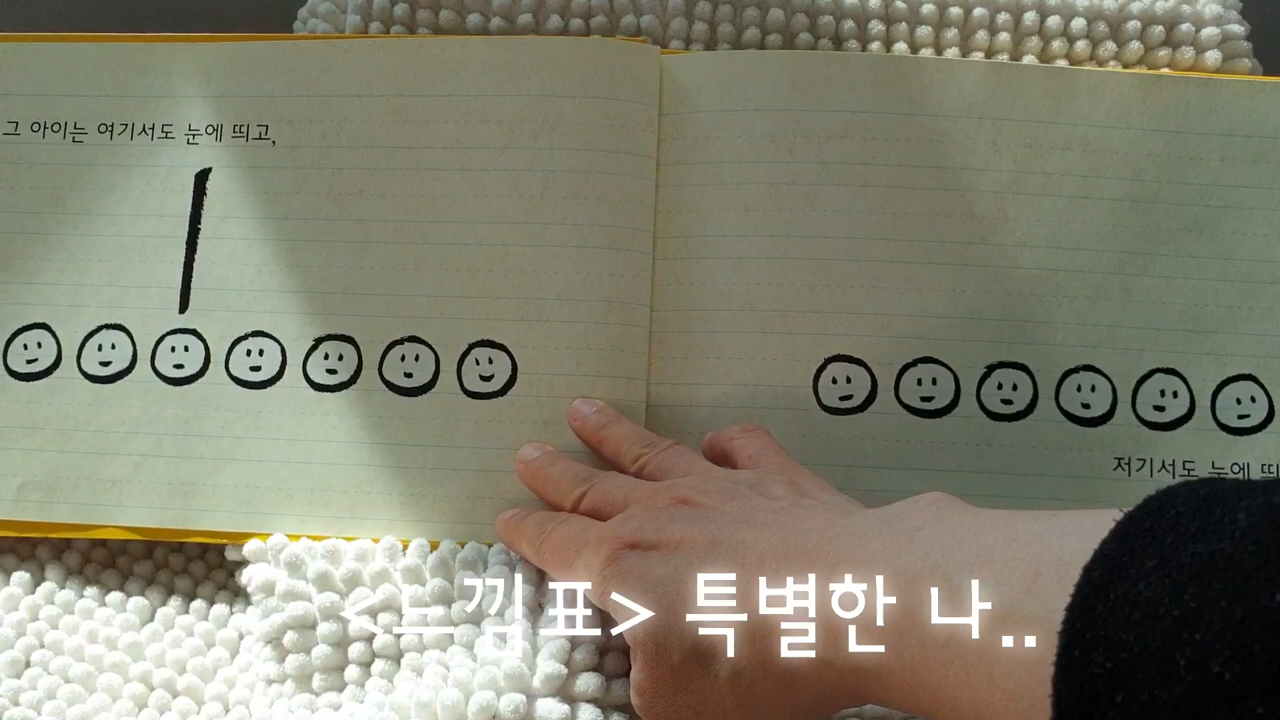 그 아이는 여기서도 눈에 띄고,
저기서도 눈에
<느낌표> 특별한 나..